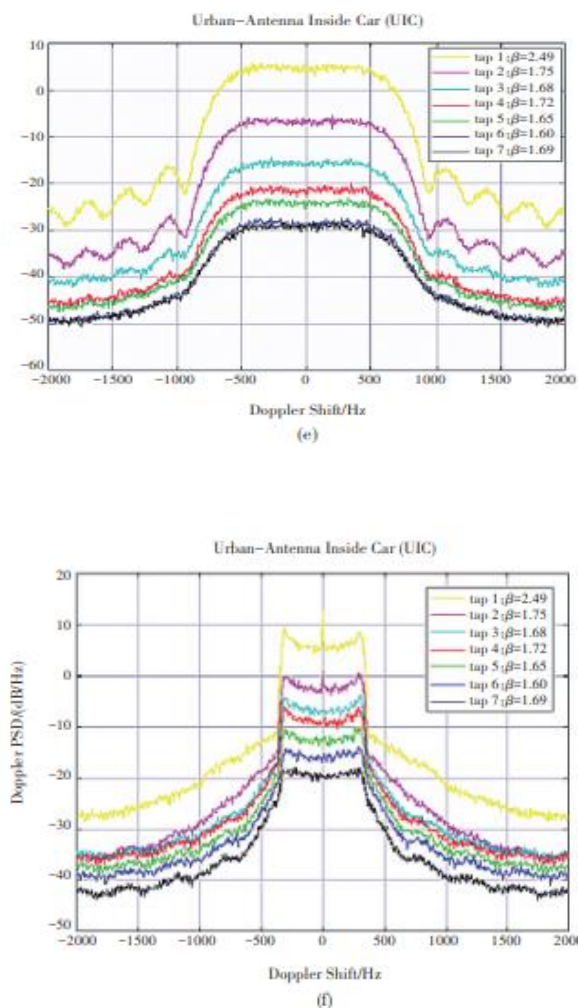 Urban-Antenna Inside Car (UIC)
10
0
-10
-20
-30
-40
-50
-60
tap 1;β=2.49
tap 2;β=1.75
tap 3;β=1.68
tap 4;β=1.72
tap 5;β=1.65
tap 6;β=1.60
tap 7;β=1.69
-2000 -1500 -1000 -500 0 500 1000 1500 2000
Doppler Shift/Hz
(e)
Urban-Antenna Inside Car (UIC)
20
10
0
-10
-20
-30
-40
-50
Doppler PSD/(dB/Hz)
tap 1;β=2.49
tap 2;β=1.75
tap 3;β=1.68
tap 4;β=1.72
tap 5;β=1.65
tap 6;β=1.60
tap 7;β=1.69
-2000 -1500 -1000 -500 0 500 1000 1500 2000
Doppler Shift/Hz
(f)